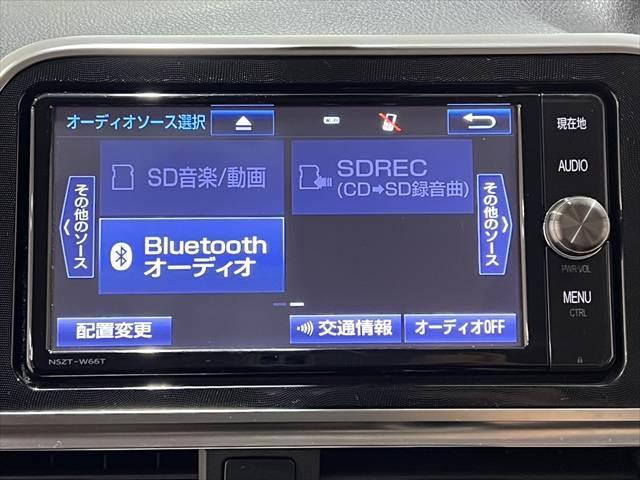 オーディオソース選択
現在地
AUDIO
SD音楽/動画
SDREC
(CD➡SD録音曲)
その他のソース
その他のソース
Bluetooth
オーディオ
PWR·VOL
MENU
CTRL
配置変更
交通情報
オーディオOFF
NSZT-W66T